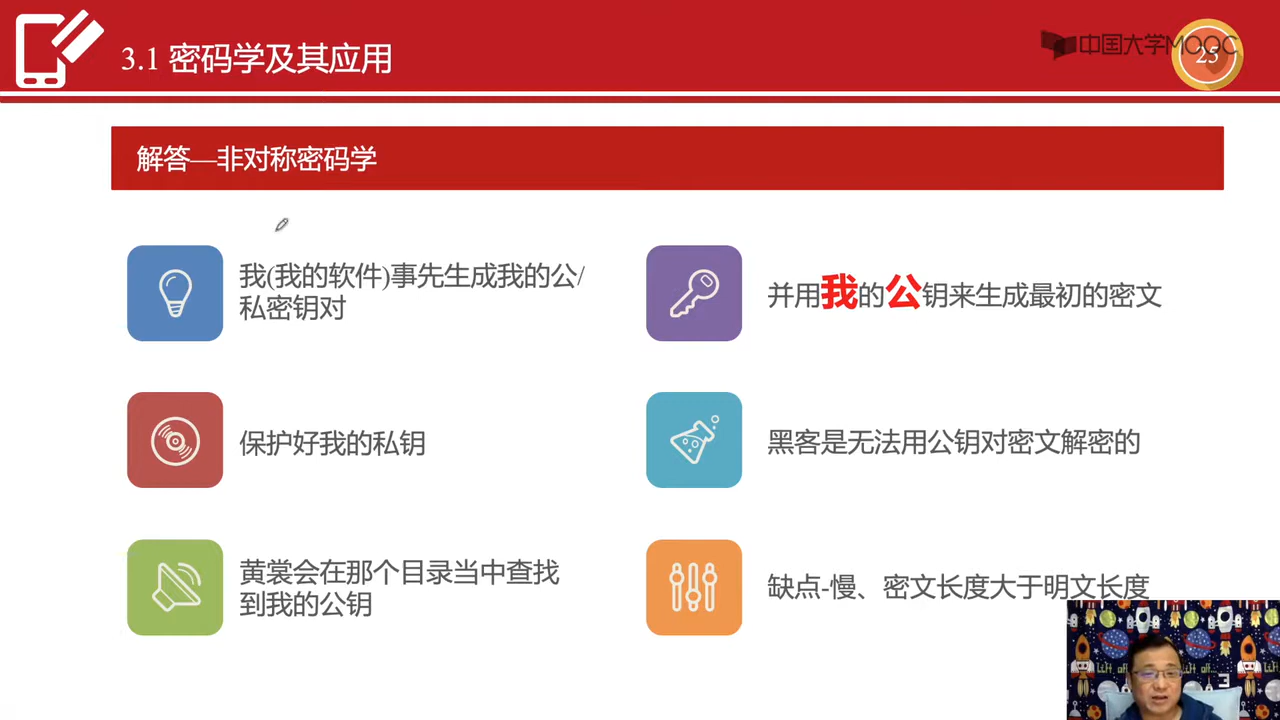 3.1 密码学及其应用
中国大学MOOC
25
解答—非对称密码学
我(我的软件)事先生成我的公/
私密钥对
并用我的公钥来生成最初的密文
保护好我的私钥
黑客是无法用公钥对密文解密的
黄裳会在那个目录当中查找
到我的公钥
缺点-慢、密文长度大于明文长度